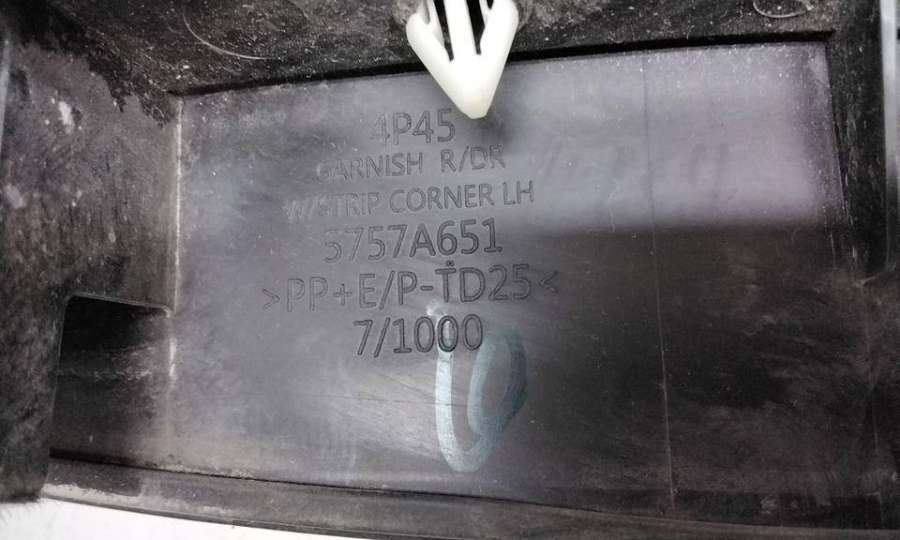 4P45
GARNISH R/DR
W/STRIP CORNER LH
5757A651
>PP+E/P-TD25<
7/1000